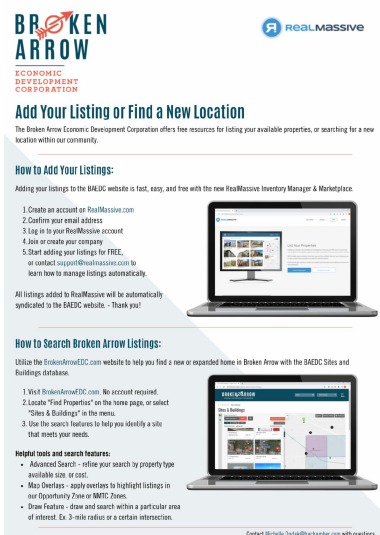 BROKEN
ARROW
ECONOMIC
DEVELOPMENT
CORPORATION
REALMASSIVE
Add Your Listing or Find a New Location
The Broken Arrow Economic Development Corporation offers free resources for listing your available properties, or searching for a new
location within our community.
How to Add Your Listings:
Adding your listings to the BAEDC website is fast, easy, and free with the new RealMassive Inventory Manager & Marketplace.
1. Create an account on RealMassive.com
2. Confirm your email address
3. Log in to your RealMassive account
4. Join or create your company
5. Start adding your listings for FREE,
or contact support@realmassive.com to
learn how to manage listings automatically.
List Your Properties
All listings added to RealMassive will be automatically
syndicated to the BAEDC website. - Thank you!
How to Search Broken Arrow Listings:
Utilize the BrokenArrowEDC.com website to help you find a new or expanded home in Broken Arrow with the BAEDC Sites and
Buildings database.
1. Visit BrokenArrowEDC.com. No account required.
2. Locate "Find Properties" on the home page, or select
"Sites & Buildings" in the menu.
3. Use the search features to help you identify a site
that meets your needs.
BROKEN ARROW
Sites & Buildings
Helpful tools and search features:
• Advanced Search - refine your search by property type
available size, or cost.
• Map Overlays - apply overlays to highlight listings in
our Opportunity Zone or NMTC Zones.
• Draw Feature - draw and search within a particular area
of interest. Ex. 3-mile radius or a certain intersection.
Contact Michelle with questions